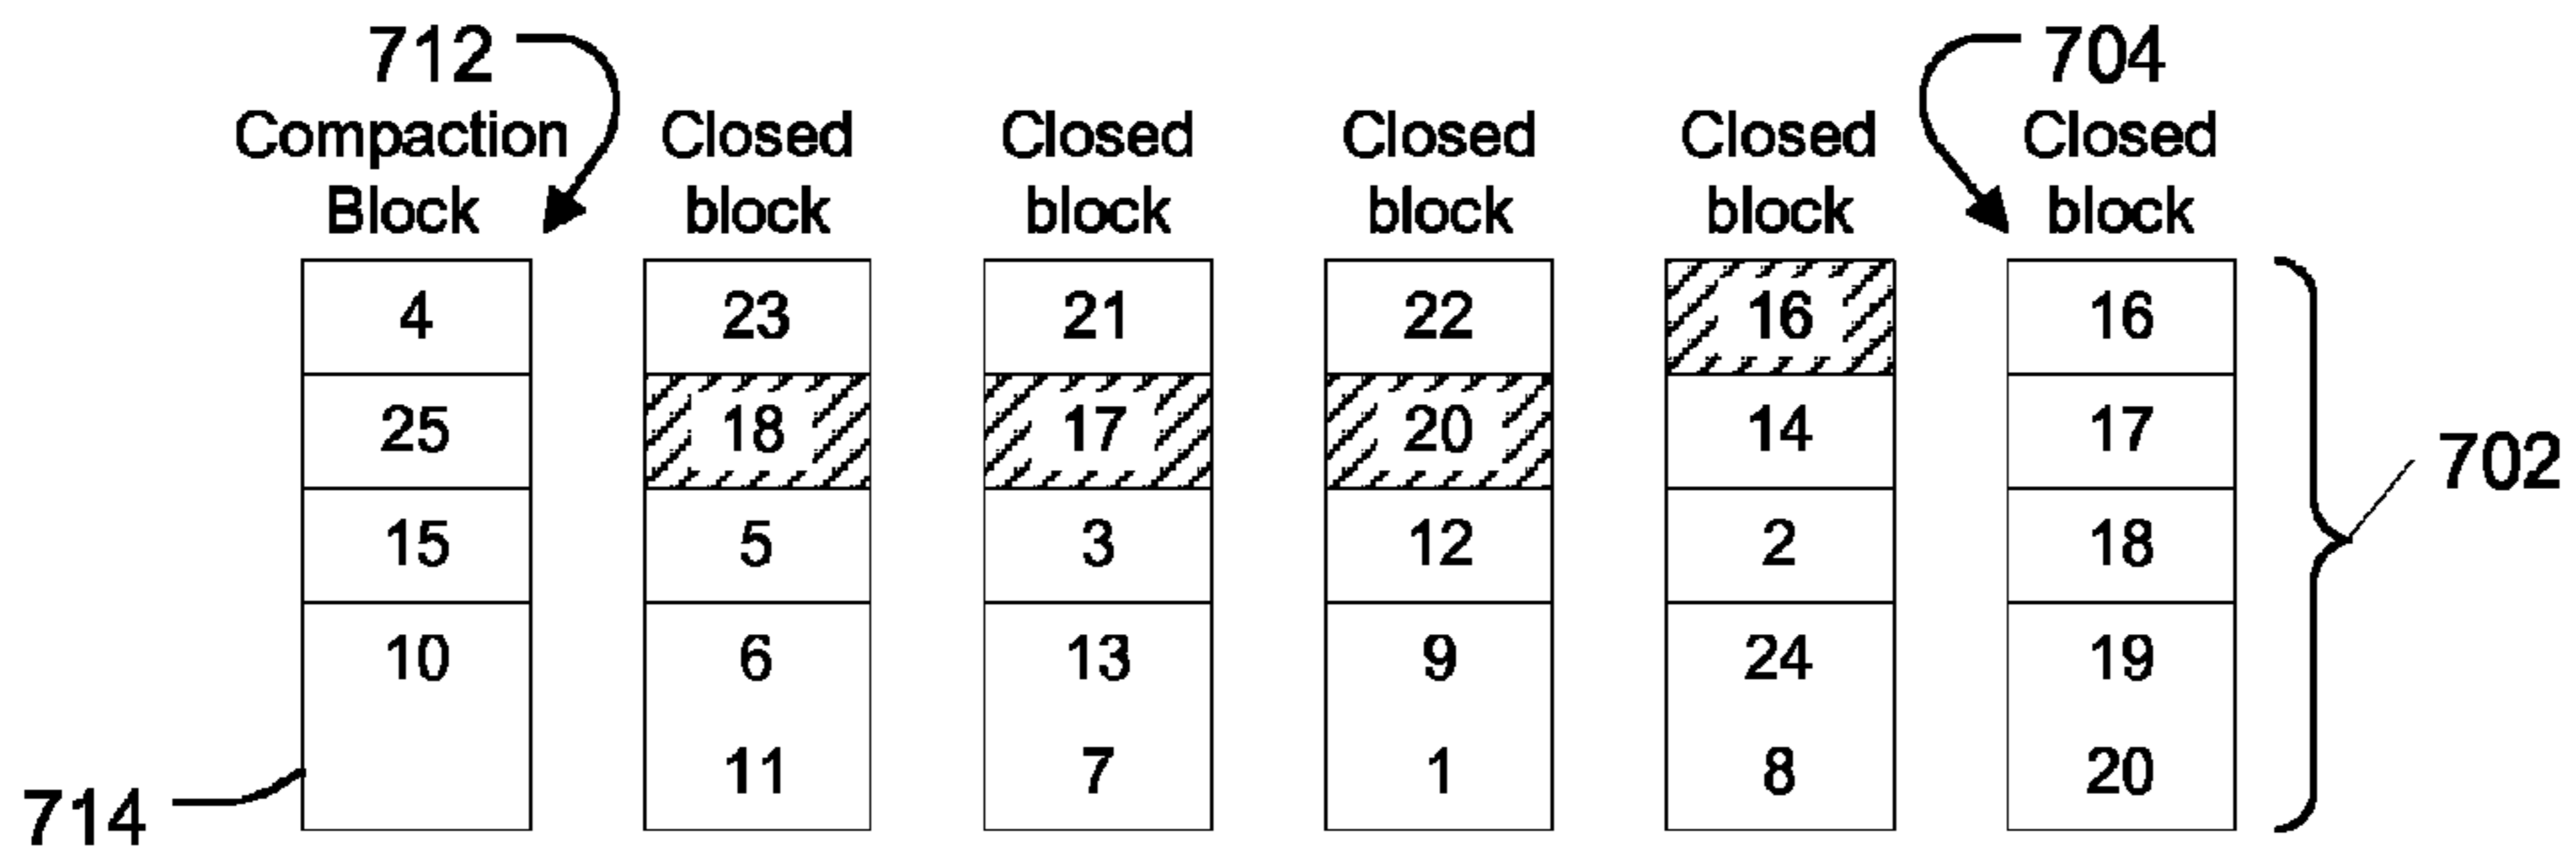 712 704
Compaction Closed Closed Closed Closed Closed
Block block block block block block
4 23 21 22 16 16
25 18 17 20 14 17
702
15 5 3 12 2 18
10 6 13 9 24 19
11 7 1 8 20
714